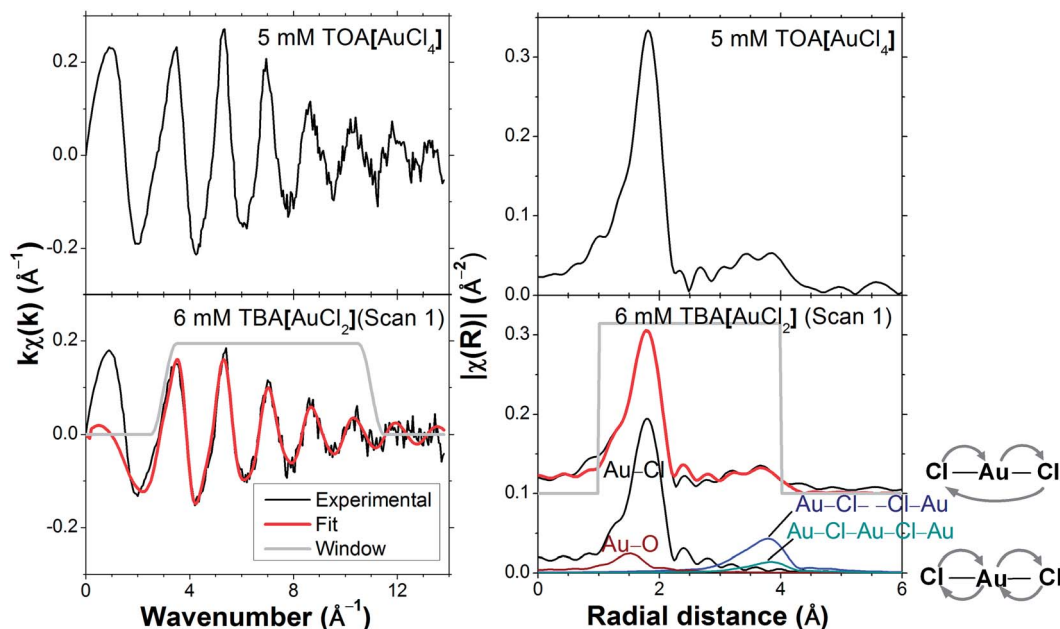 5 mM TOA[AuCl₄]
0.2
0.0
-0.2
6 mM TBA[AuCl₂](Scan 1)
0.2
0.0
-0.2
Experimental
Fit
Window
0 4 8 12
kχ(k) (Å⁻¹)
Wavenumber (Å⁻¹)
5 mM TOA[AuCl₄]
0.3
0.2
0.1
0.0
6 mM TBA[AuCl₂] (Scan 1)
0.3
0.2
0.1
0.0
Au–Cl
Au–O
Au–Cl– –Cl–Au
Au–Cl–Au–Cl–Au
0 2 4 6
|χ(R)| (Å⁻²)
Radial distance (Å)
Cl–Au–Cl
Cl–Au–Cl